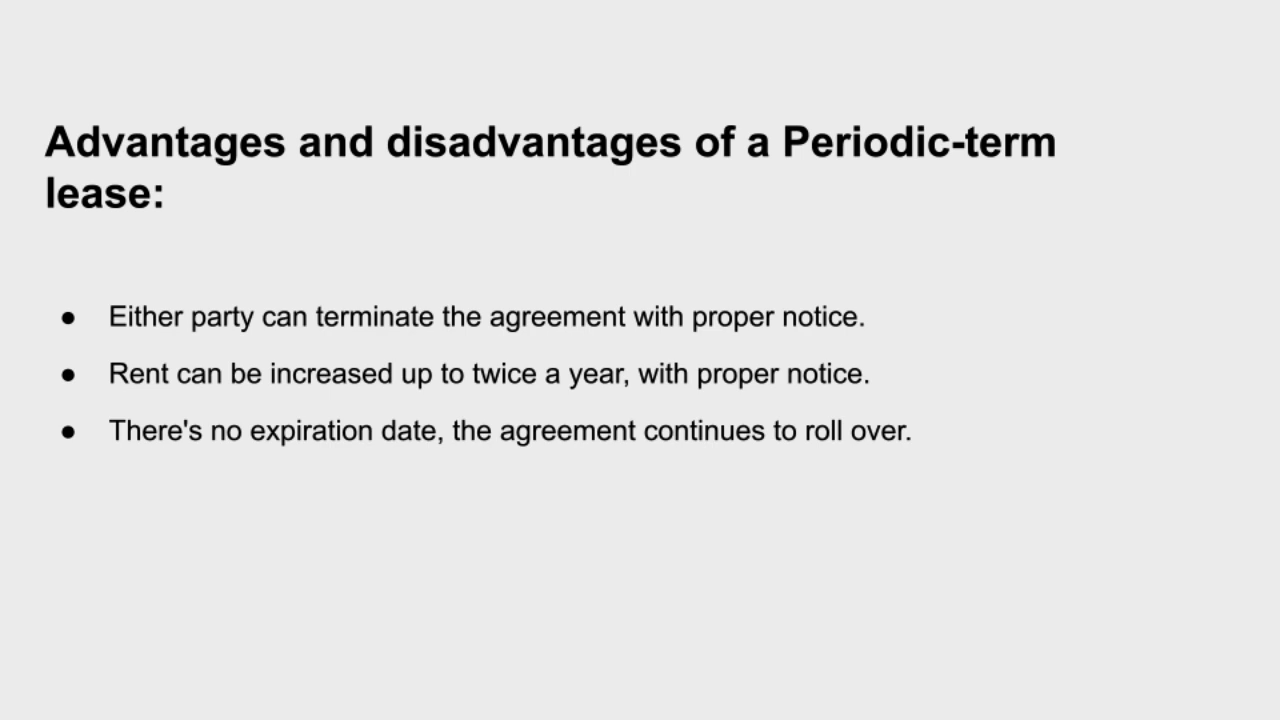 Advantages and disadvantages of a Periodic-term
lease:
● Either party can terminate the agreement with proper notice.
● Rent can be increased up to twice a year, with proper notice.
● There's no expiration date, the agreement continues to roll over.